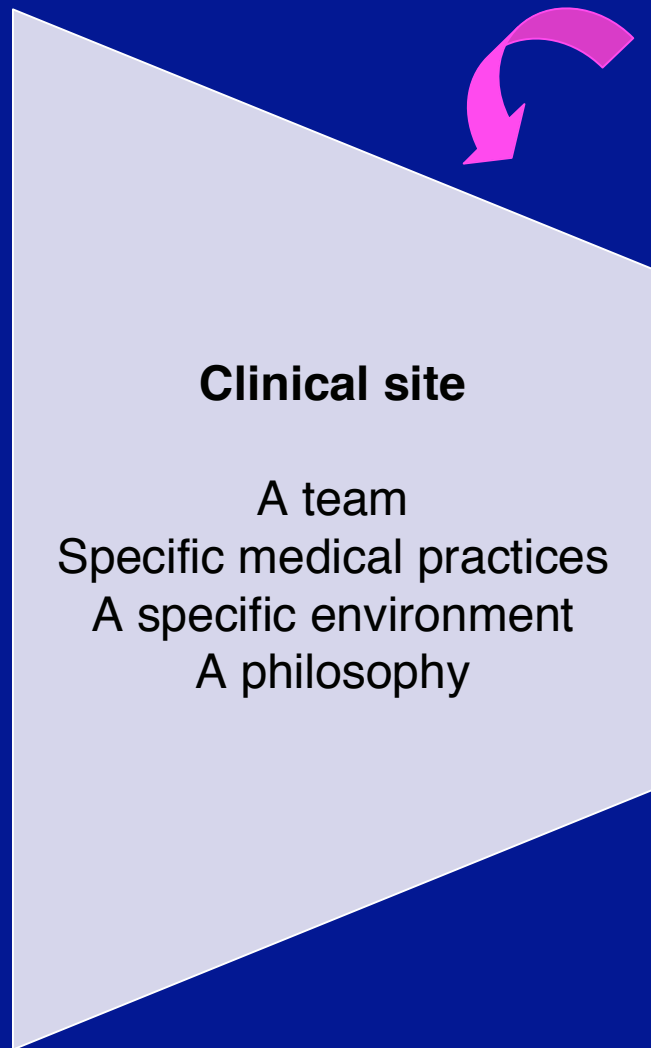 Clinical site
A team
Specific medical practices
A specific environment
A philosophy